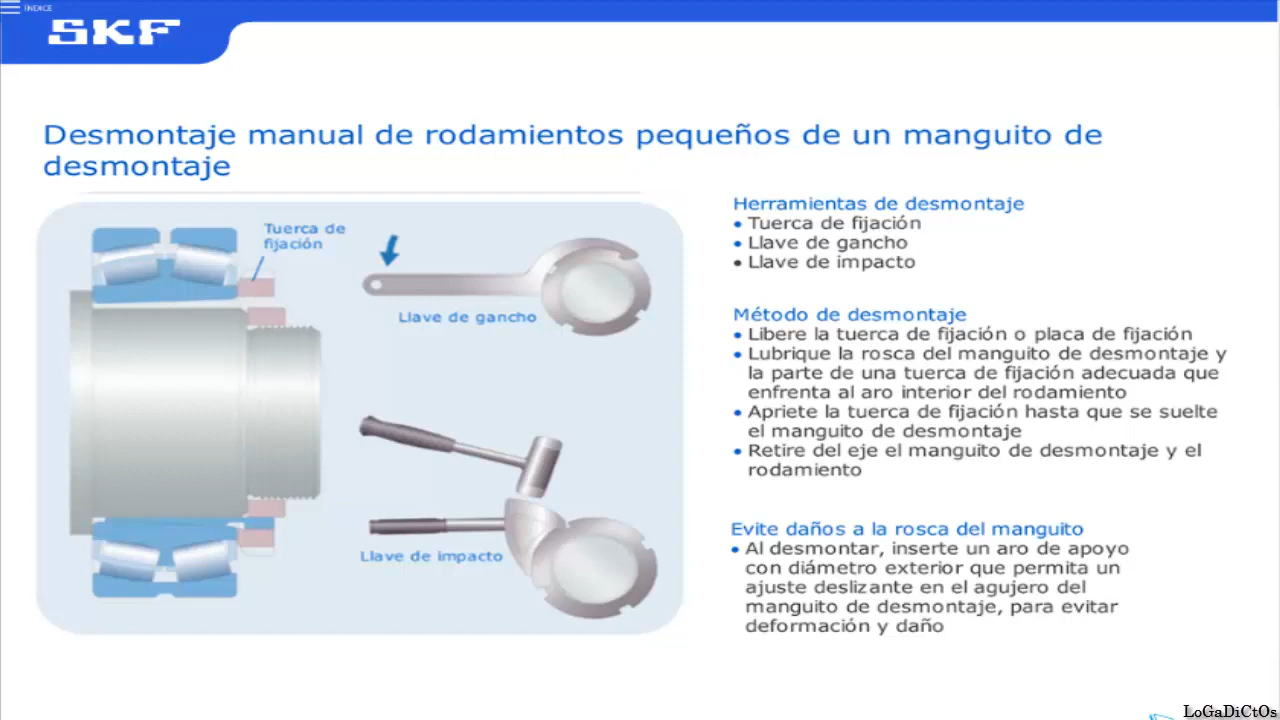 ÍNDICE
SKF
Desmontaje manual de rodamientos pequeños de un manguito de
desmontaje
Tuerca de
fijación
Llave de gancho
Llave de impacto
Herramientas de desmontaje
• Tuerca de fijación
• Llave de gancho
• Llave de impacto
Método de desmontaje
• Libere la tuerca de fijación o placa de fijación
• Lubrique la rosca del manguito de desmontaje y
la parte de una tuerca de fijación adecuada que
enfrenta al aro interior del rodamiento
• Apriete la tuerca de fijación hasta que se suelte
el manguito de desmontaje
• Retire del eje el manguito de desmontaje y el
rodamiento
Evite daños a la rosca del manguito
• Al desmontar, inserte un aro de apoyo
con diámetro exterior que permita un
ajuste deslizante en el agujero del
manguito de desmontaje, para evitar
deformación y daño
LoGaDiCtOs